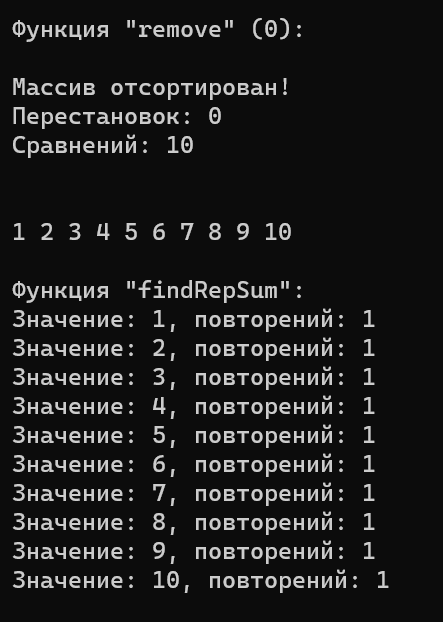 Функция "remove" (0):
Массив отсортирован!
Перестановок: 0
Сравнений: 10
1 2 3 4 5 6 7 8 9 10
Функция "findRepSum":
Значение: 1, повторений: 1
Значение: 2, повторений: 1
Значение: 3, повторений: 1
Значение: 4, повторений: 1
Значение: 5, повторений: 1
Значение: 6, повторений: 1
Значение: 7, повторений: 1
Значение: 8, повторений: 1
Значение: 9, повторений: 1
Значение: 10, повторений: 1